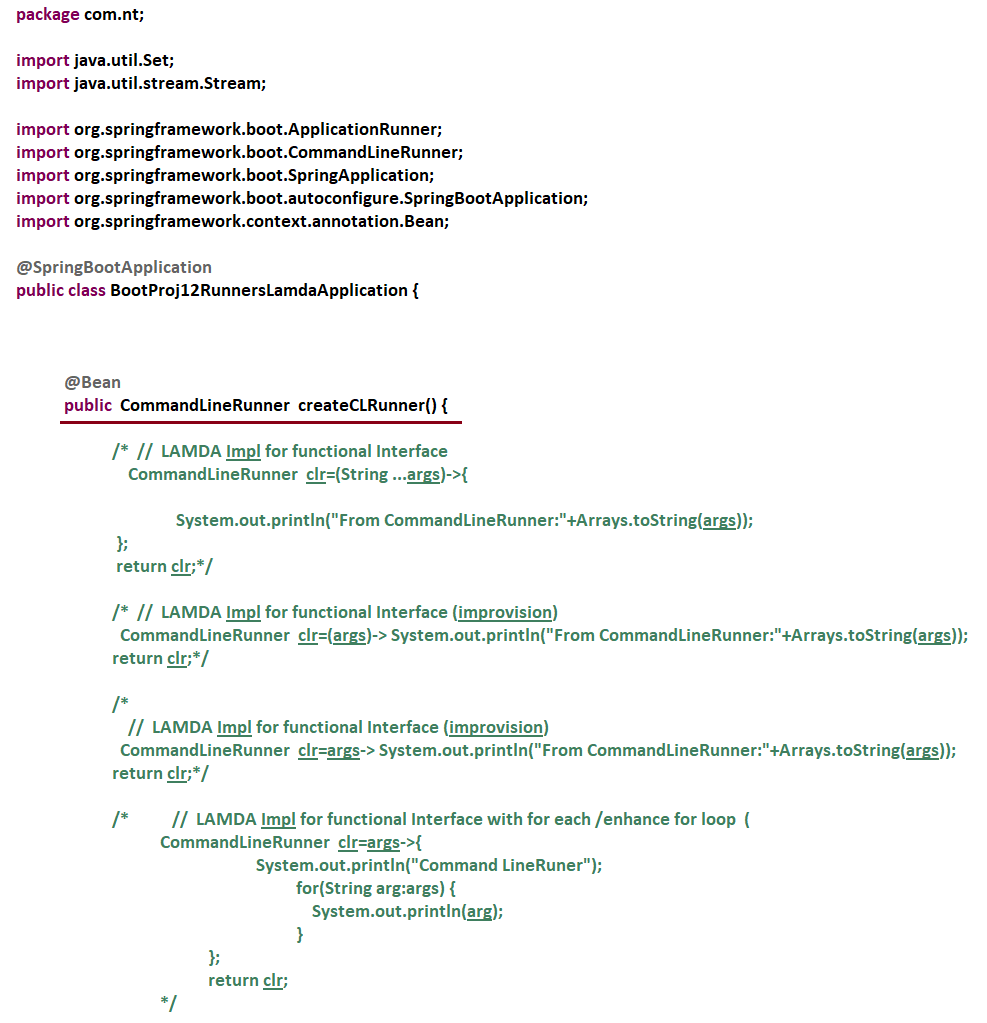 package com.nt;
import java.util.Set;
import java.util.stream.Stream;
import org.springframework.boot.ApplicationRunner;
import org.springframework.boot.CommandLineRunner;
import org.springframework.boot.SpringApplication;
import org.springframework.boot.autoconfigure.SpringBootApplication;
import org.springframework.context.annotation.Bean;
@SpringBootApplication
public class BootProj12RunnersLamdaApplication {
@Bean
public  CommandLineRunner  createCLRunner() {
/*  //  LAMDA Impl for functional Interface
CommandLineRunner  clr=(String ...args)->{
System.out.println("From CommandLineRunner:"+Arrays.toString(args));
};
return clr;*/
/*  //  LAMDA Impl for functional Interface (improvision)
CommandLineRunner  clr=(args)-> System.out.println("From CommandLineRunner:"+Arrays.toString(args));
return clr;*/
/*
//  LAMDA Impl for functional Interface (improvision)
CommandLineRunner  clr=args-> System.out.println("From CommandLineRunner:"+Arrays.toString(args));
return clr;*/
/*  //  LAMDA Impl for functional Interface with for each /enhance for loop  (
CommandLineRunner  clr=args->{
System.out.println("Command LineRuner");
for(String arg:args) {
System.out.println(arg);
}
};
return clr;
*/